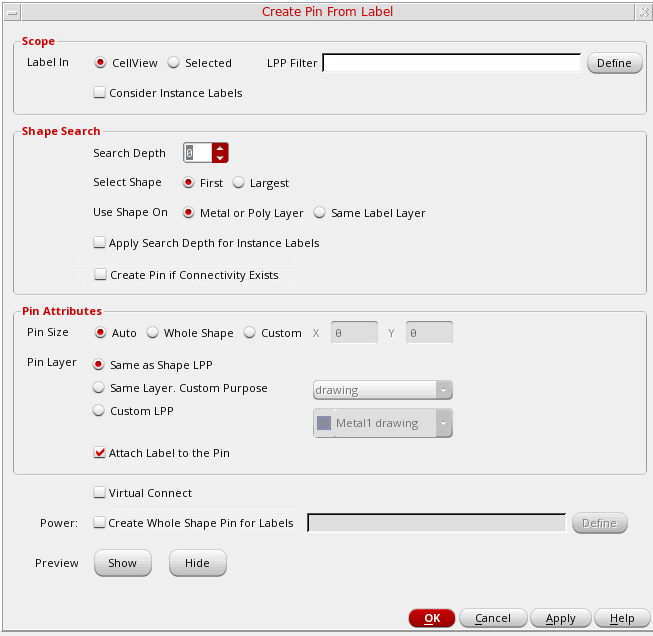 Create Pin From Label
Scope
Label In CellView Selected LPP Filter Define
Consider Instance Labels
Shape Search
Search Depth 0
Select Shape First Largest
Use Shape On Metal or Poly Layer Same Label Layer
Apply Search Depth for Instance Labels
Create Pin if Connectivity Exists
Pin Attributes
Pin Size Auto Whole Shape Custom X 0 Y 0
Pin Layer Same as Shape LPP
Same Layer. Custom Purpose drawing
Custom LPP Metal1 drawing
Attach Label to the Pin
Virtual Connect
Power: Create Whole Shape Pin for Labels Define
Preview Show Hide
OK Cancel Apply Help